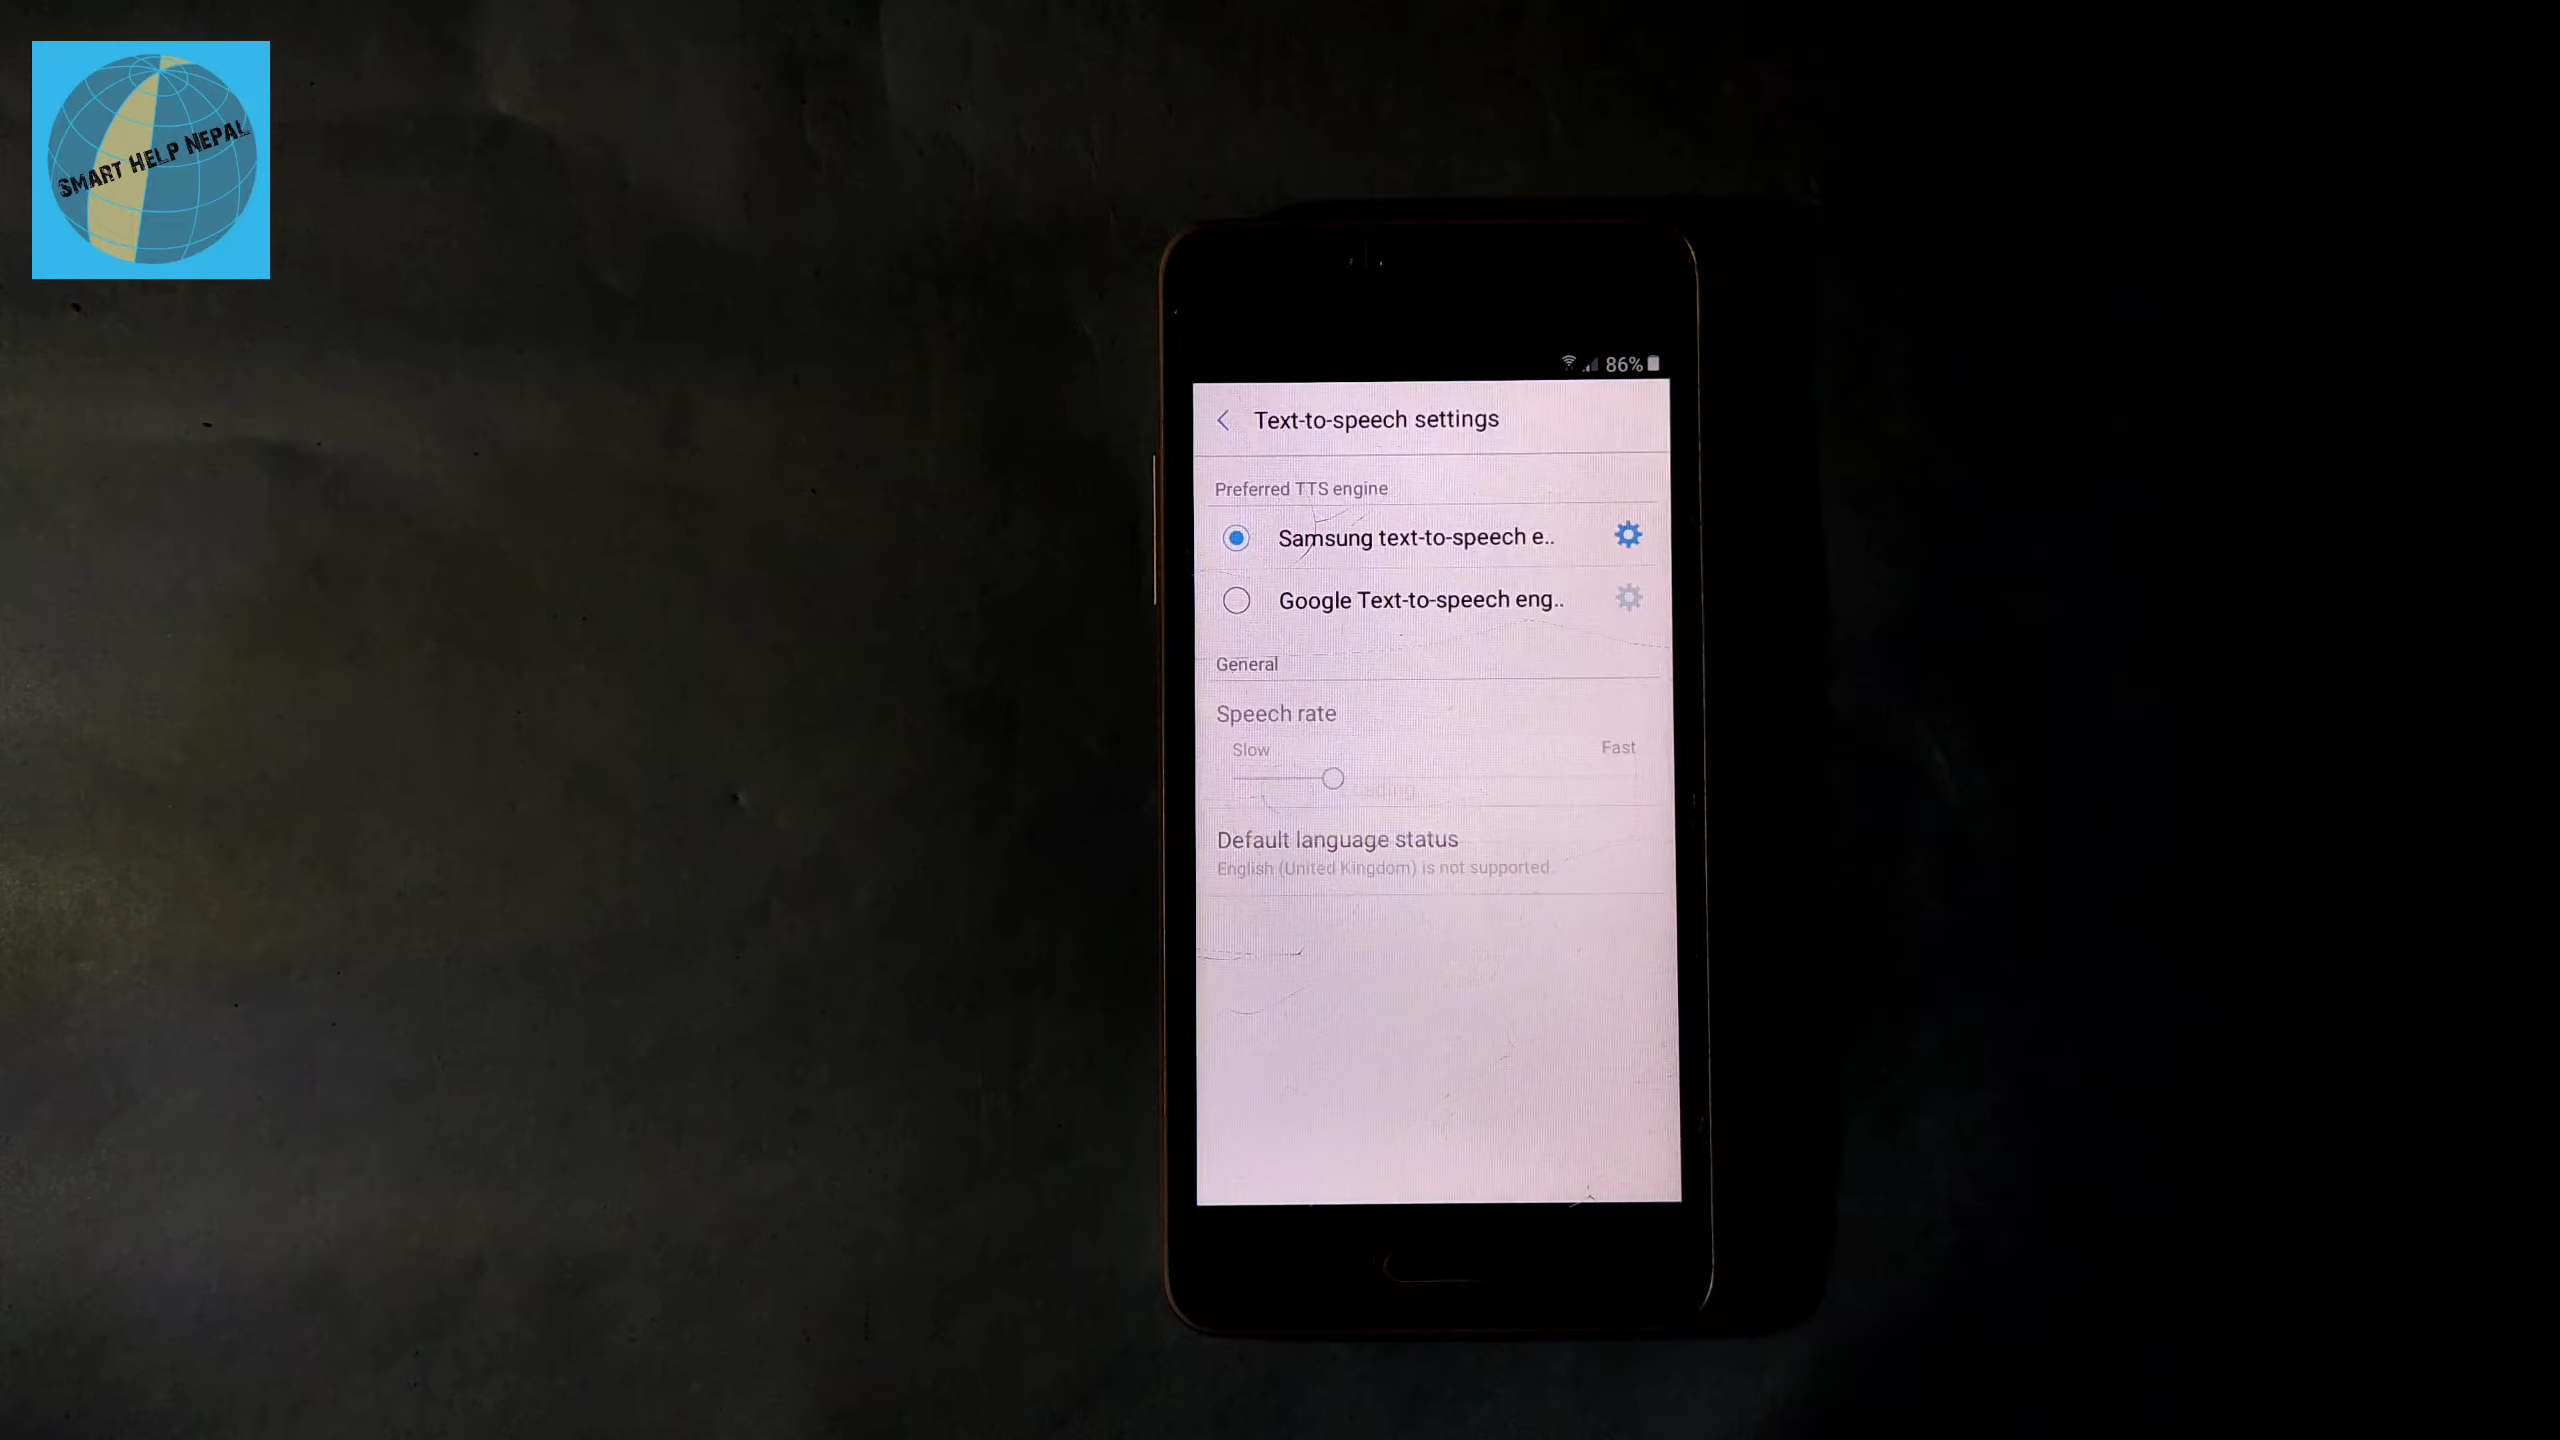 SMART HELP NEPAL
86%
Text-to-speech settings
Preferred TTS engine
Samsung text-to-speech e..
Google Text-to-speech eng..
General
Speech rate
Slow
Fast
Default language status
English (United Kingdom) is not supported.